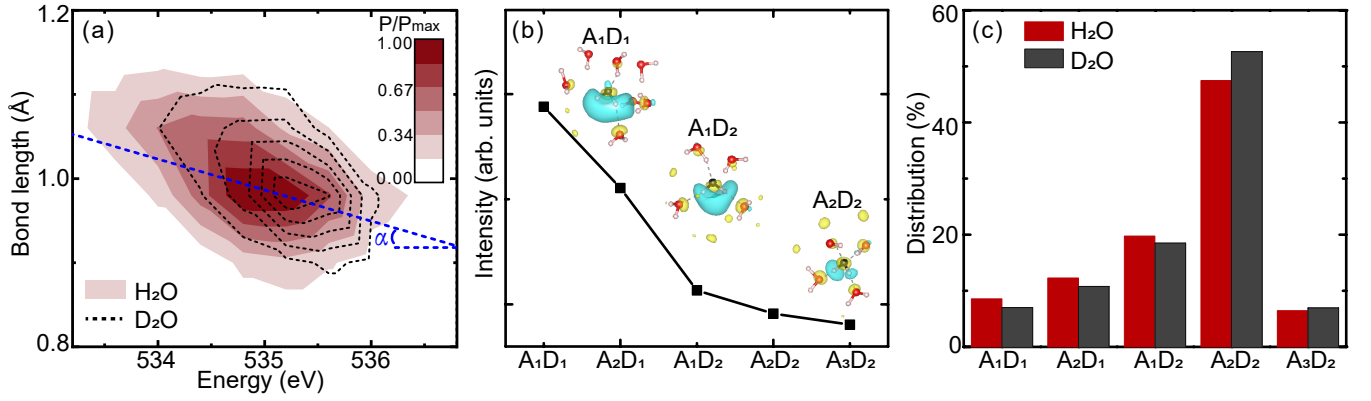 (a)
P/Pmax
1.00
0.67
0.34
0.00
1.2
1.0
0.8
Bond length (Å)
α
H₂O
D₂O
534
535
536
Energy (eV)
(b)
A₁D₁
A₁D₂
A₂D₂
Intensity (arb. units)
A₁D₁
A₂D₁
A₁D₂
A₂D₂
A₃D₂
(c)
H₂O
D₂O
60
40
20
0
Distribution (%)
A₁D₁
A₂D₁
A₁D₂
A₂D₂
A₃D₂